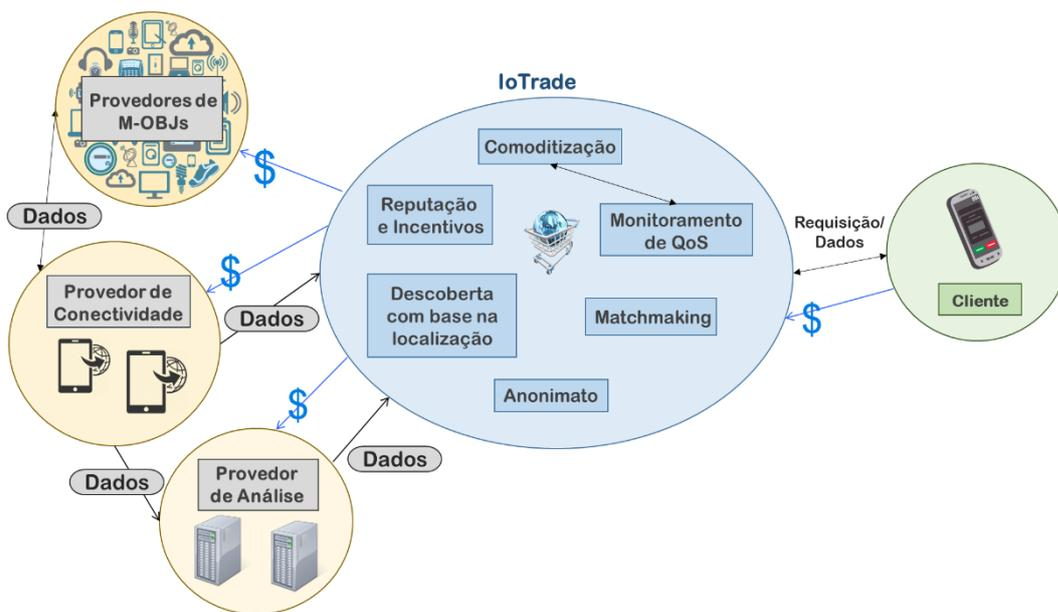 IoTrade
Provedores de
M-OBJs
Comoditização
$
Reputação
e Incentivos
Monitoramento
de QoS
Dados
Requisição/
Dados
$
Provedor de
Conectividade
Descoberta
com base na
localização
Cliente
Dados
Matchmaking
$
$
Anonimato
Dados
Dados
Provedor
de Análise